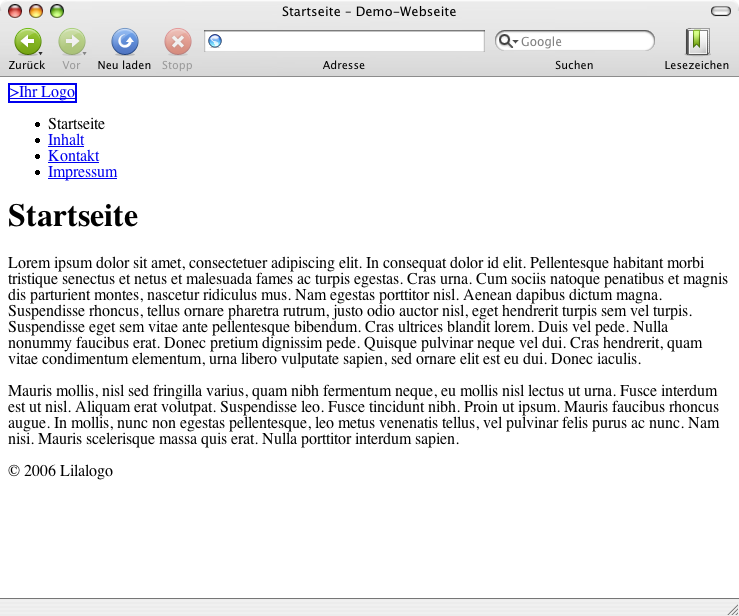 Startseite – Demo-Webseite
Google
Zurück Vor Neu laden Stopp Adresse Suchen Lesezeichen
>Ihr Logo
Startseite
Inhalt
Kontakt
Impressum
Startseite
Lorem ipsum dolor sit amet, consectetuer adipiscing elit. In consequat dolor id elit. Pellentesque habitant morbi
tristique senectus et netus et malesuada fames ac turpis egestas. Cras urna. Cum sociis natoque penatibus et magnis
dis parturient montes, nascetur ridiculus mus. Nam egestas porttitor nisl. Aenean dapibus dictum magna.
Suspendisse rhoncus, tellus ornare pharetra rutrum, justo odio auctor nisl, eget hendrerit turpis sem vel turpis.
Suspendisse eget sem vitae ante pellentesque bibendum. Cras ultrices blandit lorem. Duis vel pede. Nulla
nonummy faucibus erat. Donec pretium dignissim pede. Quisque pulvinar neque vel dui. Cras hendrerit, quam
vitae condimentum elementum, urna libero vulputate sapien, sed ornare elit est eu dui. Donec iaculis.
Mauris mollis, nisl sed fringilla varius, quam nibh fermentum neque, eu mollis nisl lectus ut urna. Fusce interdum
est ut nisl. Aliquam erat volutpat. Suspendisse leo. Fusce tincidunt nibh. Proin ut ipsum. Mauris faucibus rhoncus
augue. In mollis, nunc non egestas pellentesque, leo metus venenatis tellus, vel pulvinar felis purus ac nunc. Nam
nisi. Mauris scelerisque massa quis erat. Nulla porttitor interdum sapien.
© 2006 Lilalogo